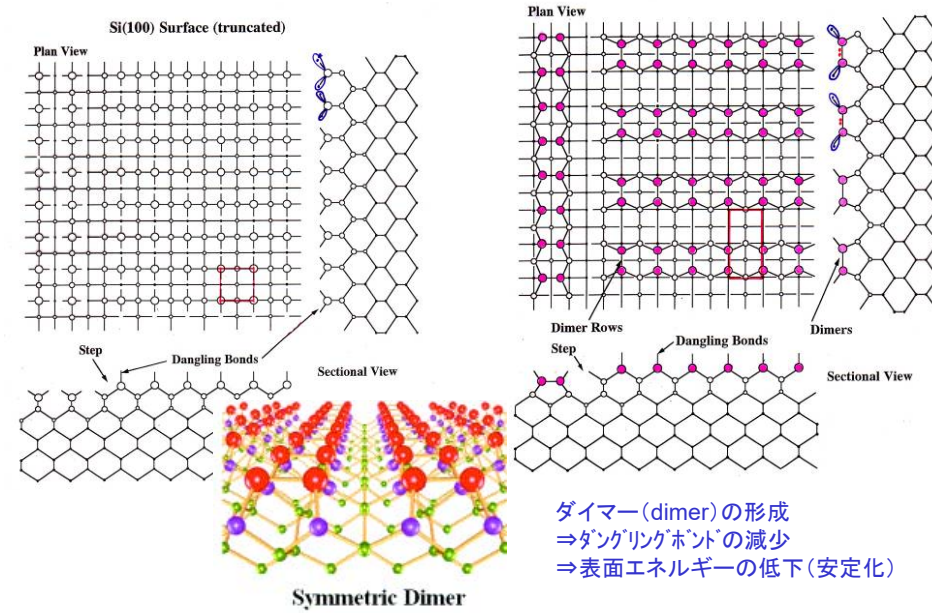 Si(100) Surface (truncated)
Plan View
Step
Dangling Bonds
Sectional View
Plan View
Dimer Rows
Dimers
Step
Dangling Bonds
Sectional View
Symmetric Dimer
ダイマー（dimer）の形成
⇒ﾀﾞﾝｸﾞﾘﾝｸﾞﾎﾞﾝﾄﾞの減少
⇒表面エネルギーの低下（安定化）